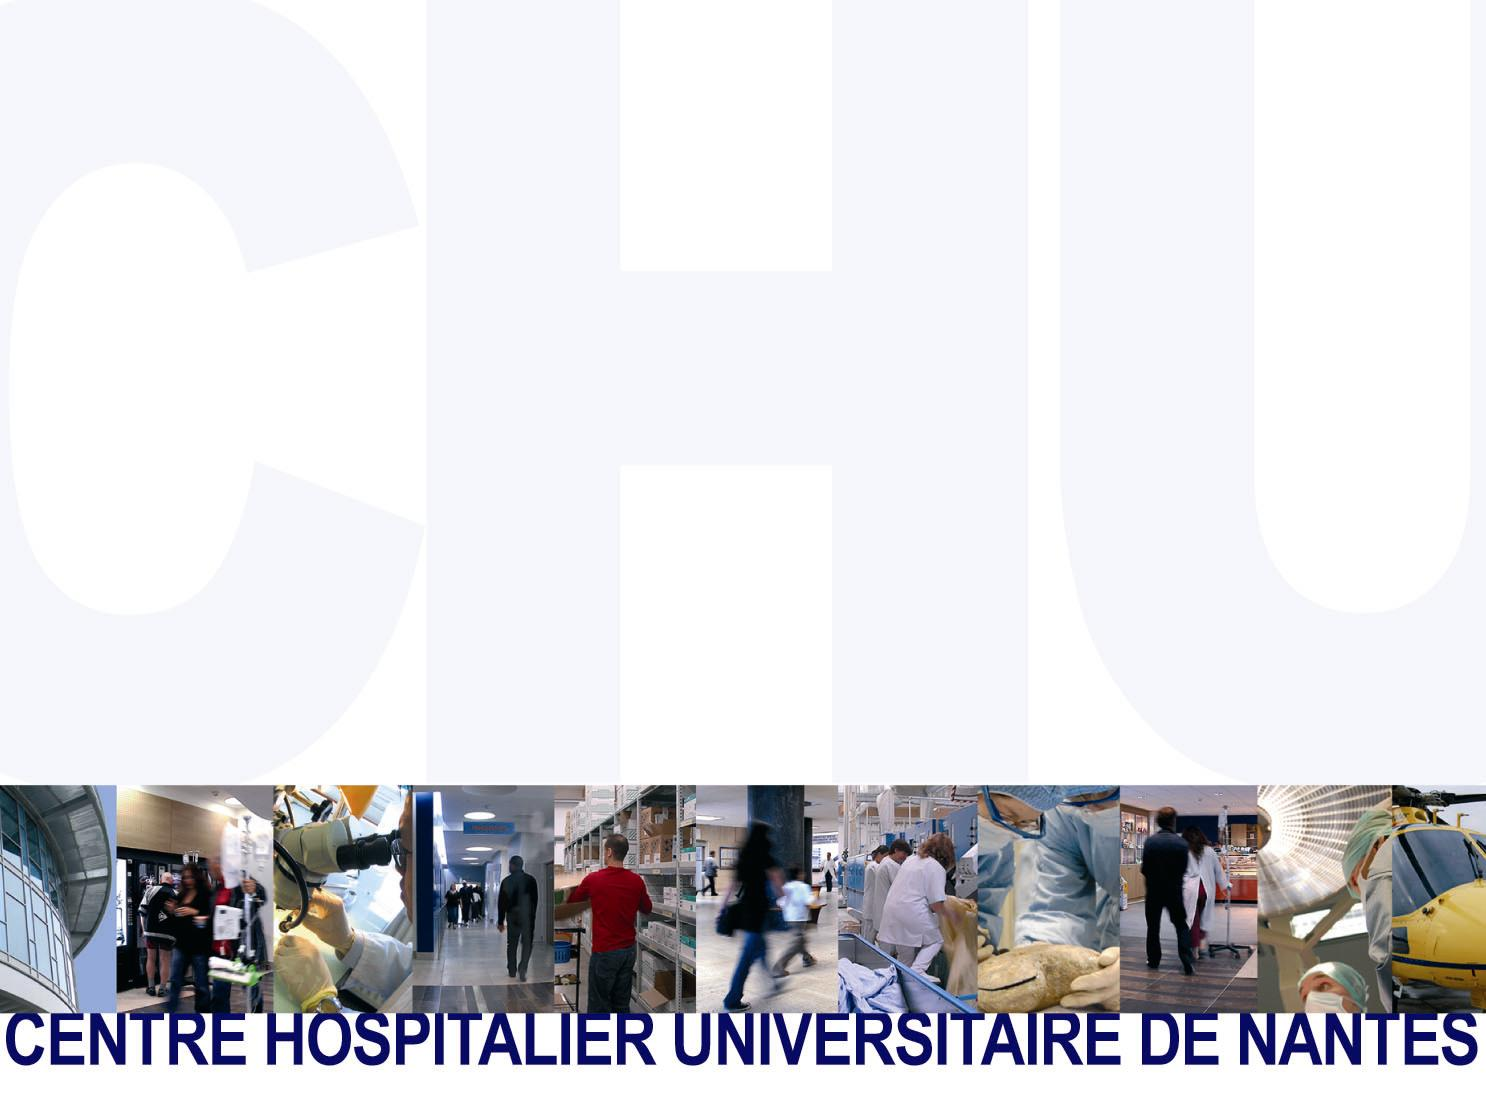 CHU
CENTRE HOSPITALIER UNIVERSITAIRE DE NANTES